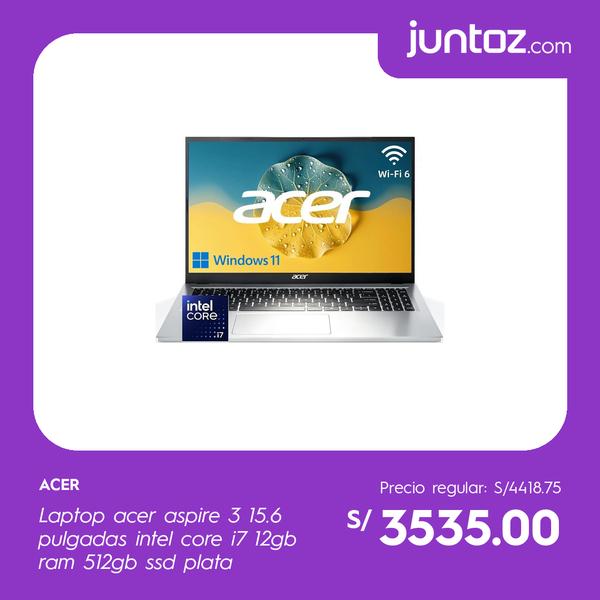 juntoz.com
Wi-Fi 6
acer
Windows 11
acer
intel
CORE
i7
ACER
Laptop acer aspire 3 15.6
pulgadas intel core i7 12gb
ram 512gb ssd plata
Precio regular: S/4418.75
S/ 3535.00